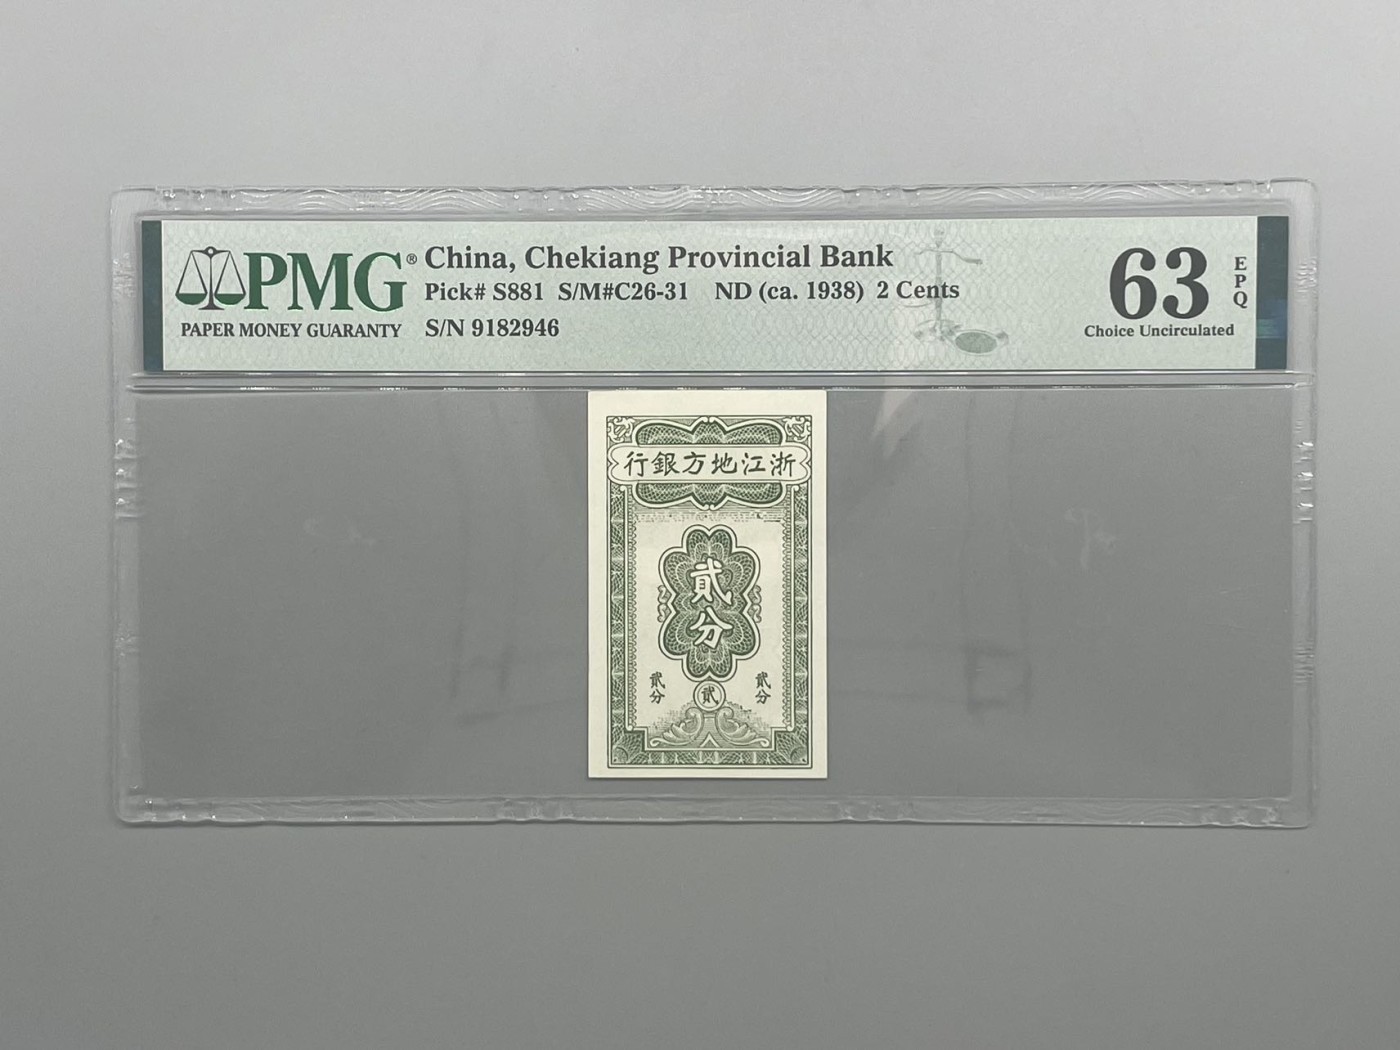 PMG®
PAPER MONEY GUARANTY
China, Chekiang Provincial Bank
Pick# S881 S/M#C26-31 ND (ca. 1938) 2 Cents
S/N 9182946
63
EPQ
Choice Uncirculated
行銀方地江浙
貳分
貳分
貳
貳分